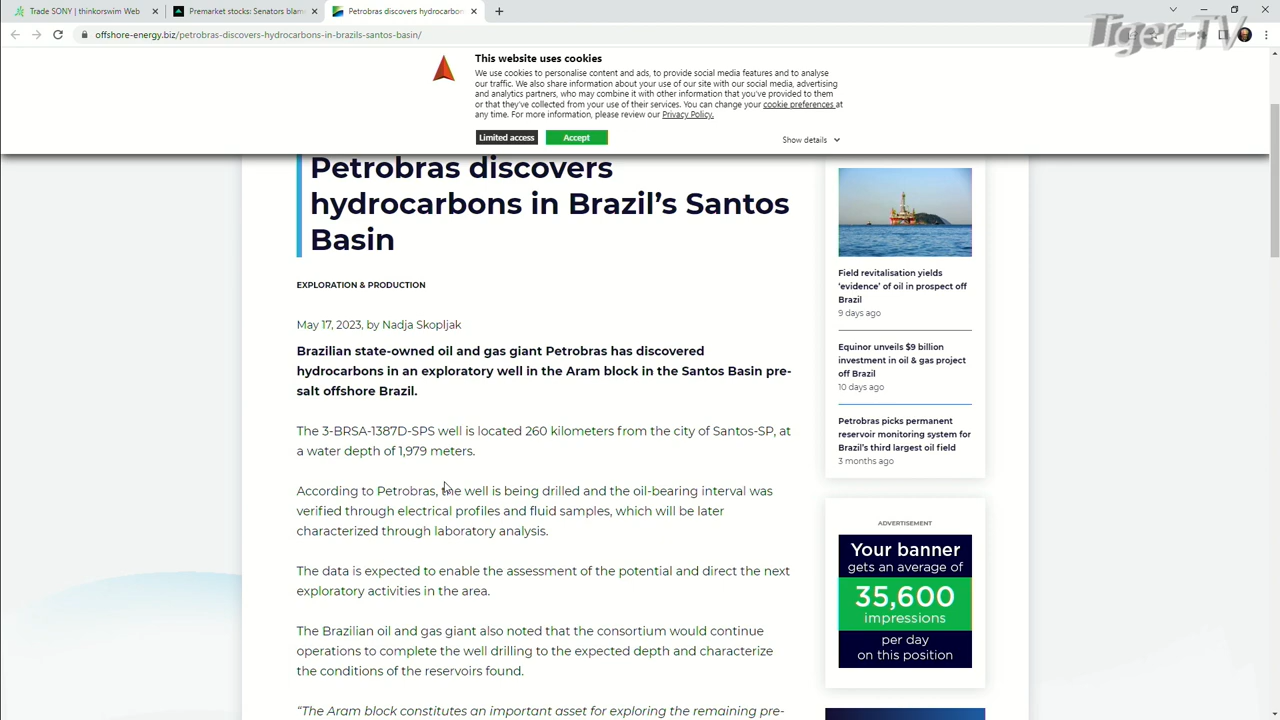 Trade SONY | thinkorswim Web
Premarket stocks: Senators blam
Petrobras discovers hydrocarbon
Tiger-TV
offshore-energy.biz/petrobras-discovers-hydrocarbons-in-brazils-santos-basin/
This website uses cookies
We use cookies to personalise content and ads, to provide social media features and to analyse
our traffic. We also share information about your use of our site with our social media, advertising
and analytics partners, who may combine it with other information that you've provided to them
or that they've collected from your use of their services. You can change your cookie preferences at
any time. For more information, please review our Privacy Policy.
Limited access
Accept
Show details
Petrobras discovers
hydrocarbons in Brazil’s Santos
Basin
EXPLORATION & PRODUCTION
May 17, 2023, by Nadja Skopljak
Brazilian state-owned oil and gas giant Petrobras has discovered
hydrocarbons in an exploratory well in the Aram block in the Santos Basin pre-
salt offshore Brazil.
The 3-BRSA-1387D-SPS well is located 260 kilometers from the city of Santos-SP, at
a water depth of 1,979 meters.
According to Petrobras, the well is being drilled and the oil-bearing interval was
verified through electrical profiles and fluid samples, which will be later
characterized through laboratory analysis.
The data is expected to enable the assessment of the potential and direct the next
exploratory activities in the area.
The Brazilian oil and gas giant also noted that the consortium would continue
operations to complete the well drilling to the expected depth and characterize
the conditions of the reservoirs found.
“The Aram block constitutes an important asset for exploring the remaining pre-
Field revitalisation yields
‘evidence’ of oil in prospect off
Brazil
9 days ago
Equinor unveils $9 billion
investment in oil & gas project
off Brazil
10 days ago
Petrobras picks permanent
reservoir monitoring system for
Brazil’s third largest oil field
3 months ago
ADVERTISEMENT
Your banner
gets an average of
35,600
impressions
per day
on this position